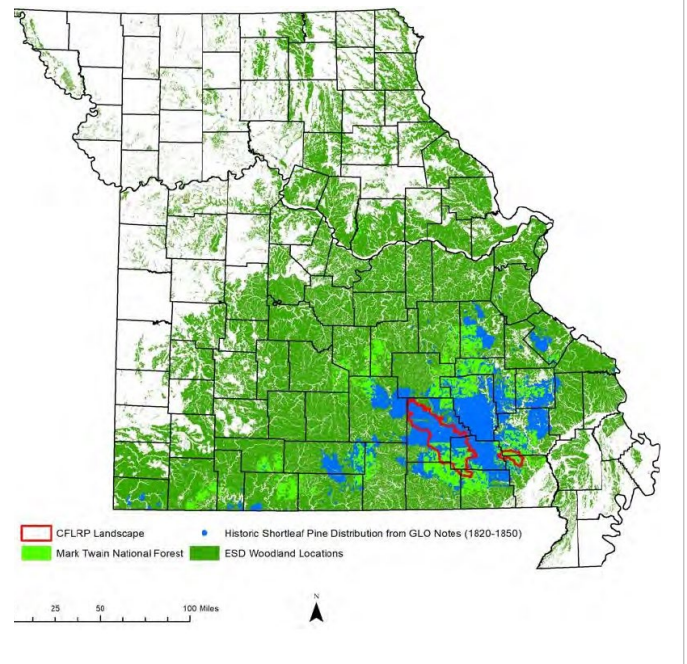 CFLRP Landscape
Historic Shortleaf Pine Distribution from GLO Notes (1820-1850)
Mark Twain National Forest
ESD Woodland Locations
25 50 100 Miles
N